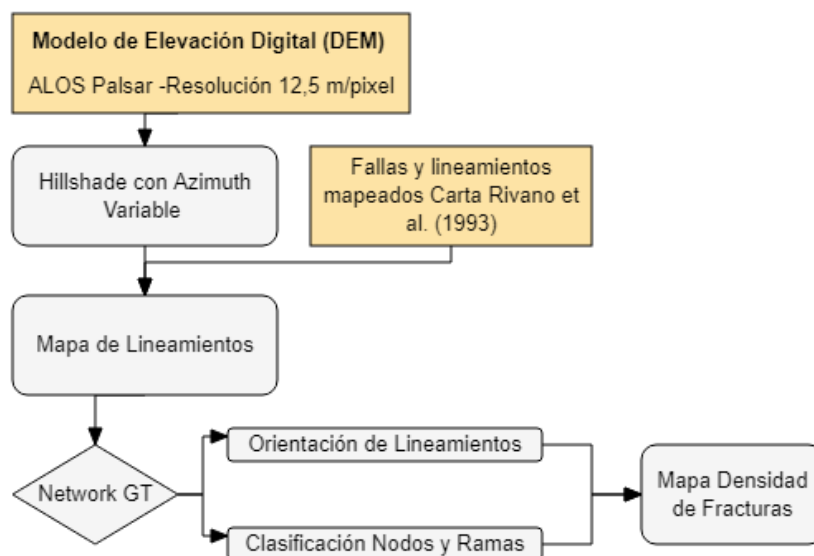 Modelo de Elevación Digital (DEM)
ALOS Palsar -Resolución 12,5 m/pixel
Hillshade con Azimuth
Variable
Fallas y lineamientos
mapeados Carta Rivano et
al. (1993)
Mapa de Lineamientos
Network GT
Orientación de Lineamientos
Clasificación Nodos y Ramas
Mapa Densidad
de Fracturas